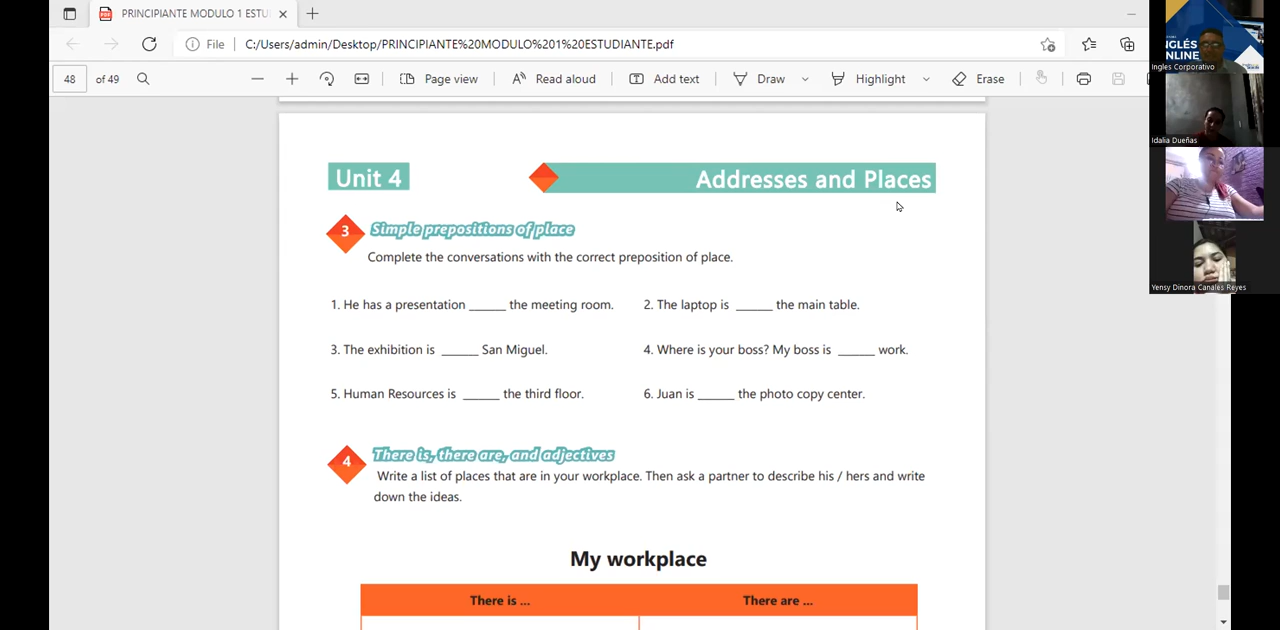 PRINCIPIANTE MODULO 1 ESTU
File C:/Users/admin/Desktop/PRINCIPIANTE%20MODULO%201%20ESTUDIANTE.pdf
48 of 49 Page view Read aloud Add text Draw Highlight Erase
Unit 4 Addresses and Places
3 Simple prepositions of place
Complete the conversations with the correct preposition of place.
1. He has a presentation ______ the meeting room. 2. The laptop is ______ the main table.
3. The exhibition is ______ San Miguel. 4. Where is your boss? My boss is ______ work.
5. Human Resources is ______ the third floor. 6. Juan is ______ the photo copy center.
4 There is, there are, and adjectives
Write a list of places that are in your workplace. Then ask a partner to describe his / hers and write
down the ideas.
My workplace
There is ... There are ...
INGLÉS
ONLINE
Ingles Corporativo
Idalia Dueñas
Yensy Dinora Canales Reyes